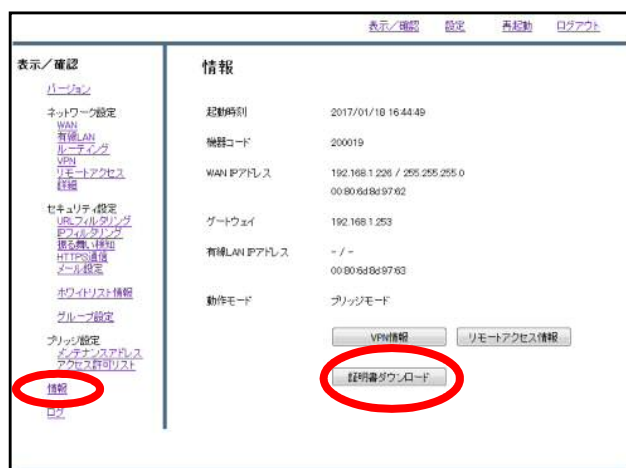 表示／確認 設定 再起動 ログアウト
表示／確認
バージョン
ネットワーク設定
WAN
有線LAN
ルーティング
VPN
リモートアクセス
詳細
セキュリティ設定
URLフィルタリング
IPフィルタリング
振る舞い検知
HTTPS通信
メール設定
ホワイトリスト情報
グループ設定
ブリッジ設定
メンテナンスアドレス
アクセス許可リスト
情報
ログ
情報
起動時刻 2017/01/18 16:44:49
機器コード 200019
WAN IPアドレス 192.168.1.226 / 255.255.255.0
00:80:6d:8d:97:62
ゲートウェイ 192.168.1.253
有線LAN IPアドレス - / -
00:80:6d:8d:97:63
動作モード ブリッジモード
VPN情報 リモートアクセス情報
証明書ダウンロード